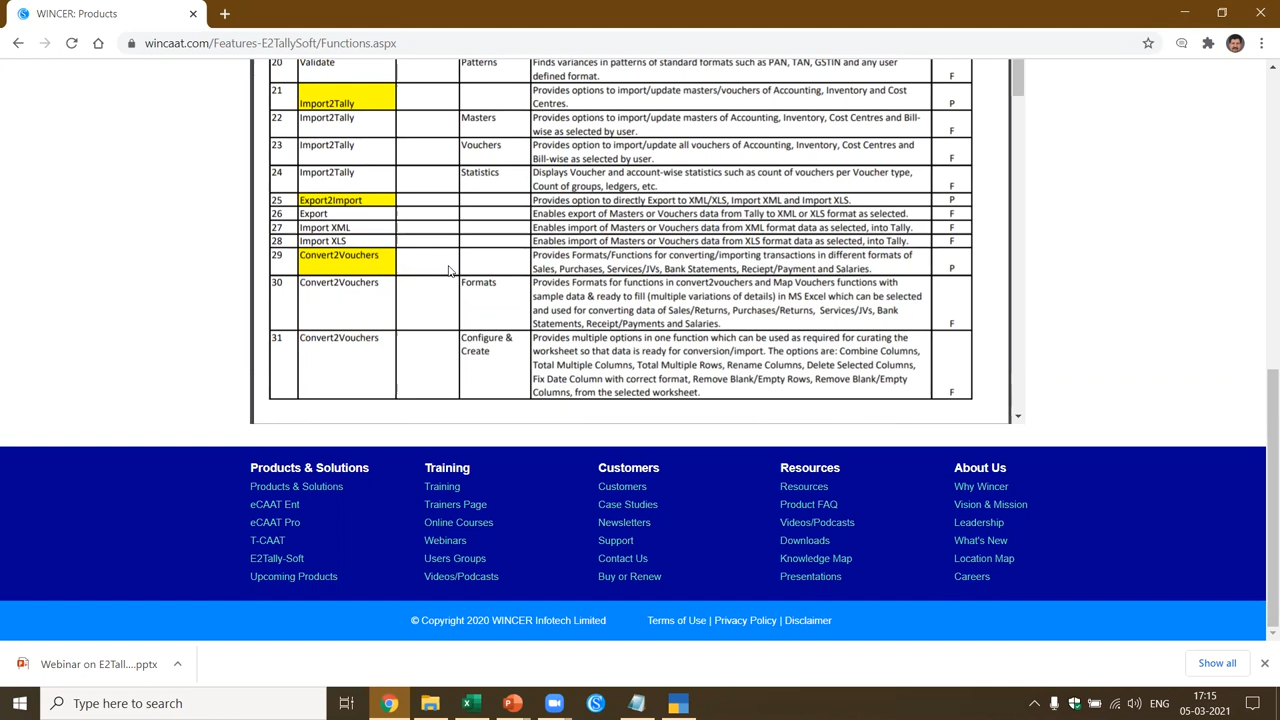 WINCER: Products
wincaat.com/Features-E2TallySoft/Functions.aspx
20 Validate Patterns Finds variances in patterns of standard formats such as PAN, TAN, GSTIN and any user
defined format. F
21 Import2Tally Provides options to import/update masters/vouchers of Accounting, Inventory and Cost
Centres. P
22 Import2Tally Masters Provides options to import/update masters of Accounting, Inventory, Cost Centres and Bill-
wise as selected by user. F
23 Import2Tally Vouchers Provides option to import/update all vouchers of Accounting, Inventory, Cost Centres and
Bill-wise as selected by user. F
24 Import2Tally Statistics Displays Voucher and account-wise statistics such as count of vouchers per Voucher type,
Count of groups, ledgers, etc. F
25 Export2Import Provides option to directly Export to XML/XLS, Import XML and Import XLS. P
26 Export Enables export of Masters or Vouchers data from Tally to XML or XLS format as selected. F
27 Import XML Enables import of Masters or Vouchers data from XML format data as selected, into Tally. F
28 Import XLS Enables import of Masters or Vouchers data from XLS format data as selected, into Tally. F
29 Convert2Vouchers Provides Formats/Functions for converting/importing transactions in different formats of
Sales, Purchases, Services/JVs, Bank Statements, Reciept/Payment and Salaries. P
30 Convert2Vouchers Formats Provides Formats for functions in convert2vouchers and Map Vouchers functions with
sample data & ready to fill (multiple variations of details) in MS Excel which can be selected
and used for converting data of Sales/Returns, Purchases/Returns, Services/JVs, Bank
Statements, Receipt/Payments and Salaries. F
31 Convert2Vouchers Configure & Provides multiple options in one function which can be used as required for curating the
Create worksheet so that data is ready for conversion/import. The options are: Combine Columns,
Total Multiple Columns, Total Multiple Rows, Rename Columns, Delete Selected Columns,
Fix Date Column with correct format, Remove Blank/Empty Rows, Remove Blank/Empty
Columns, from the selected worksheet. F
Products & Solutions Training Customers Resources About Us
Products & Solutions Training Customers Resources Why Wincer
eCAAT Ent Trainers Page Case Studies Product FAQ Vision & Mission
eCAAT Pro Online Courses Newsletters Videos/Podcasts Leadership
T-CAAT Webinars Support Downloads What's New
E2Tally-Soft Users Groups Contact Us Knowledge Map Location Map
Upcoming Products Videos/Podcasts Buy or Renew Presentations Careers
© Copyright 2020 WINCER Infotech Limited Terms of Use | Privacy Policy | Disclaimer
Webinar on E2Tall....pptx Show all
Type here to search ENG 17:15
05-03-2021